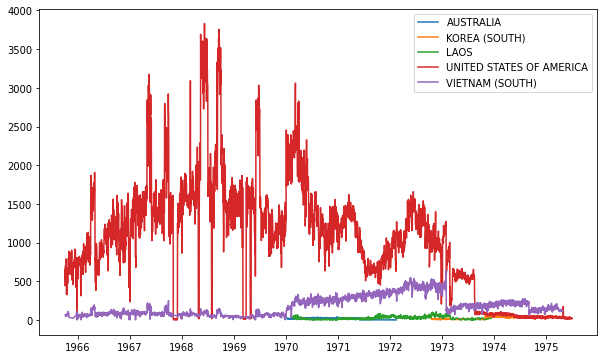 4000
3500
3000
2500
2000
1500
1000
500
0
AUSTRALIA
KOREA (SOUTH)
LAOS
UNITED STATES OF AMERICA
VIETNAM (SOUTH)
1966 1967 1968 1969 1970 1971 1972 1973 1974 1975